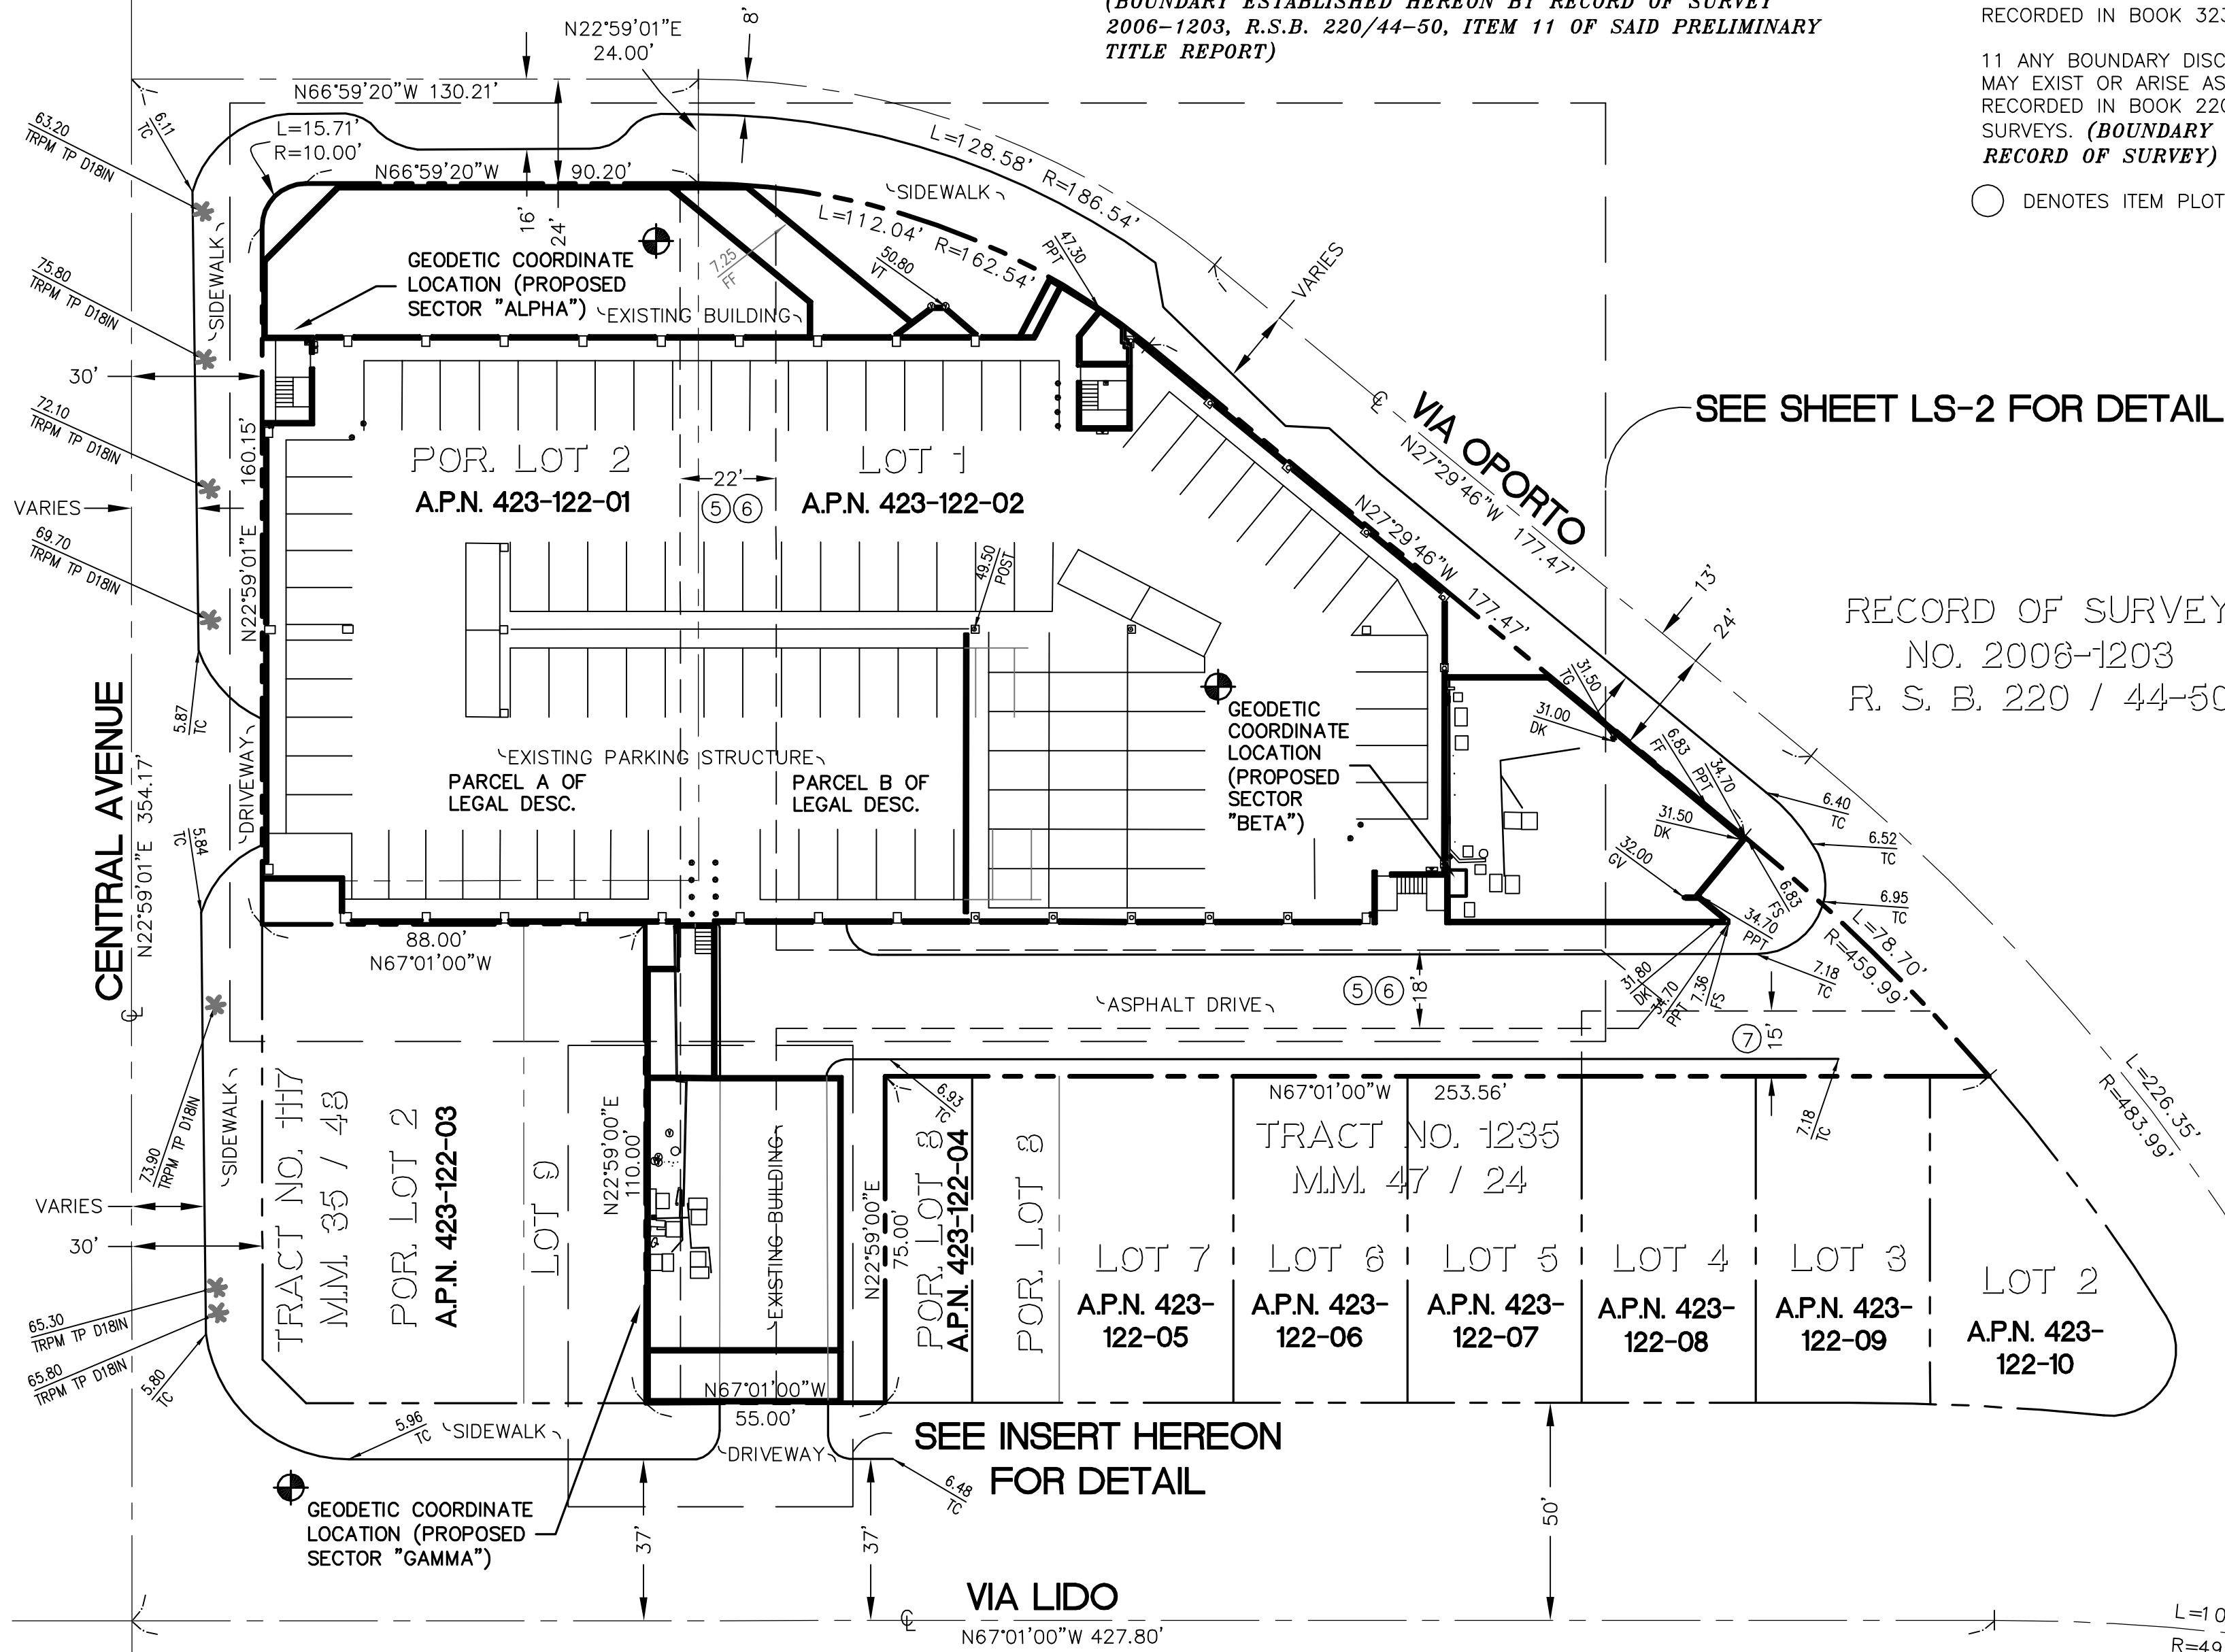 (BOUNDARY ESTABLISHED HEREON BY RECORD OF SURVEY
2006-1203, R.S.B. 220/44-50, ITEM 11 OF SAID PRELIMINARY
TITLE REPORT)
RECORDED IN BOOK 323
11 ANY BOUNDARY DISC
MAY EXIST OR ARISE AS
RECORDED IN BOOK 220
SURVEYS. (BOUNDARY
RECORD OF SURVEY)
DENOTES ITEM PLOT
N22°59'01"E
24.00'
8'
N66°59'20"W 130.21'
L=15.71'
R=10.00'
N66°59'20"W 90.20'
16'
24'
L=128.58' R=186.54'
SIDEWALK
L=112.04' R=162.54'
63.20
TRPM TP D18IN
6.11
TC
75.80
TRPM TP D18IN
SIDEWALK
30'
72.10
TRPM TP D18IN
VARIES
69.70
TRPM TP D18IN
N22°59'01"E 160.15'
GEODETIC COORDINATE
LOCATION (PROPOSED
SECTOR "ALPHA")
EXISTING BUILDING
7.25
FF
50.80
VT
47.30
PPT
VARIES
SEE SHEET LS-2 FOR DETAIL
VIA OPORTO
N27°29'46"W 177.47'
N27°29'46"W 177.47'
13'
24'
POR. LOT 2
A.P.N. 423-122-01
22'
5 6
LOT 1
A.P.N. 423-122-02
49.50
POST
RECORD OF SURVEY
NO. 2006-1203
R. S. B. 220 / 44-50
CENTRAL AVENUE
N22°59'01"E 354.17'
5.87
TC
DRIVEWAY
5.84
TC
EXISTING PARKING STRUCTURE
PARCEL A OF
LEGAL DESC.
PARCEL B OF
LEGAL DESC.
GEODETIC
COORDINATE
LOCATION
(PROPOSED
SECTOR
"BETA")
31.50
TG
31.00
DK
6.83
FF
34.70
PPT
31.50
DK
32.00
GV
6.83
FS
34.70
PPT
6.40
TC
6.52
TC
6.95
TC
7.18
TC
L=78.70'
R=459.99'
31.80
DK
34.70
PPT
7.36
FS
88.00'
N67°01'00"W
ASPHALT DRIVE
5 6
18'
7
15'
6.93
TC
7.18
TC
N67°01'00"W 253.56'
TRACT NO. 1235
M.M. 47 / 24
L=226.35'
R=483.99'
73.90
TRPM TP D18IN
SIDEWALK
VARIES
30'
65.30
TRPM TP D18IN
65.80
TRPM TP D18IN
5.80
TC
TRACT NO. 1117
M.M. 35 / 48
POR. LOT 2
A.P.N. 423-122-03
LOT 9
N22°59'00"E
110.00'
EXISTING BUILDING
N22°59'00"E
75.00'
POR. LOT 8
A.P.N. 423-122-04
POR. LOT 8
LOT 7
A.P.N. 423-
122-05
LOT 6
A.P.N. 423-
122-06
LOT 5
A.P.N. 423-
122-07
LOT 4
A.P.N. 423-
122-08
LOT 3
A.P.N. 423-
122-09
LOT 2
A.P.N. 423-
122-10
N67°01'00"W
55.00'
5.96
TC
SIDEWALK
DRIVEWAY
SEE INSERT HEREON
FOR DETAIL
6.48
TC
GEODETIC COORDINATE
LOCATION (PROPOSED
SECTOR "GAMMA")
37'
37'
50'
VIA LIDO
N67°01'00"W 427.80'
L=10
R=49